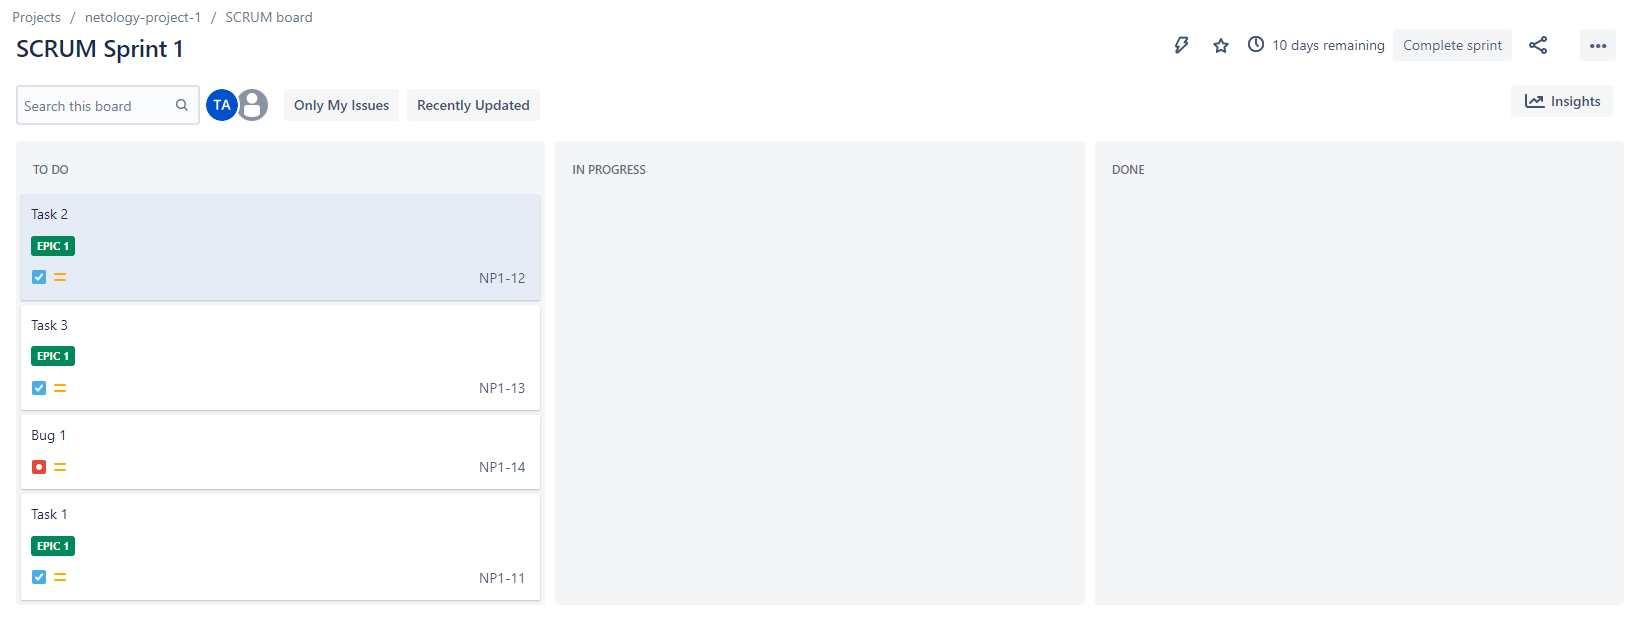 Projects / netology-project-1 / SCRUM board
SCRUM Sprint 1
10 days remaining
Complete sprint
Search this board
TA
Only My Issues
Recently Updated
Insights
TO DO
Task 2
EPIC 1
NP1-12
Task 3
EPIC 1
NP1-13
Bug 1
NP1-14
Task 1
EPIC 1
NP1-11
IN PROGRESS
DONE